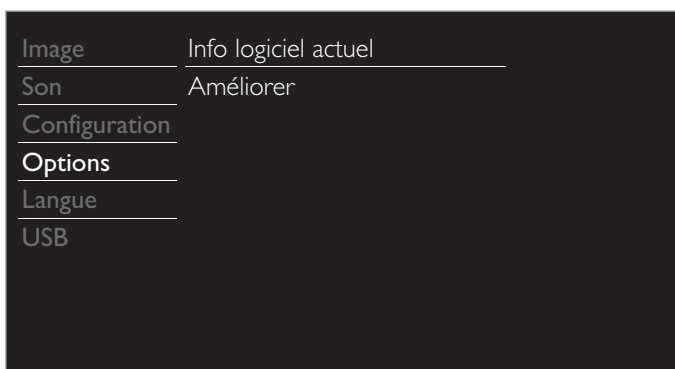 Image
Son
Configuration
Options
Langue
USB
Info logiciel actuel
Améliorer